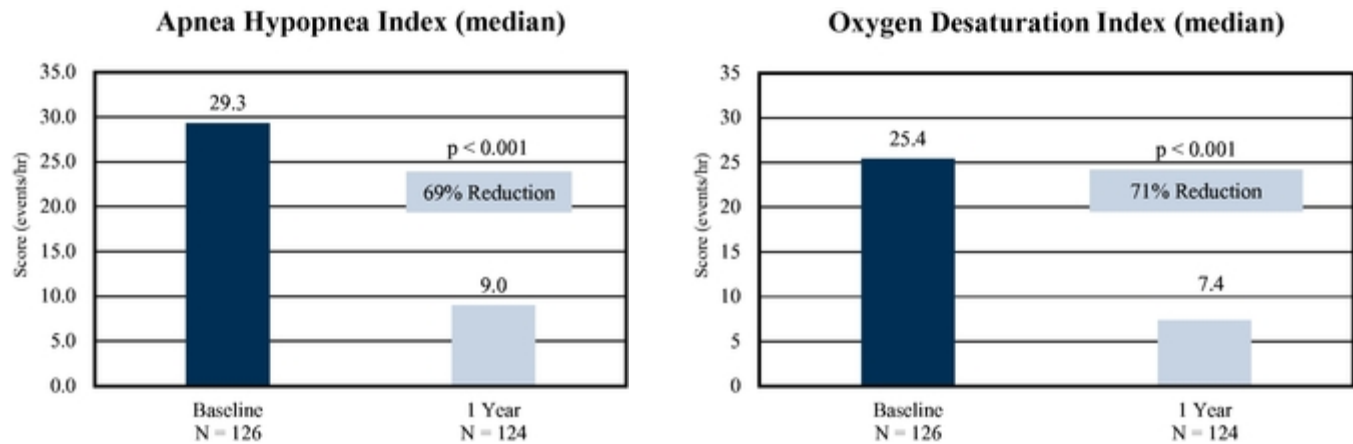 Apnea Hypopnea Index (median)
Score (events/hr)
35.0
30.0
25.0
20.0
15.0
10.0
5.0
0.0
29.3
p < 0.001
69% Reduction
9.0
Baseline
N = 126
1 Year
N = 124
Oxygen Desaturation Index (median)
Score (events/hr)
35
30
25
20
15
10
5
0
25.4
p < 0.001
71% Reduction
7.4
Baseline
N = 126
1 Year
N = 124